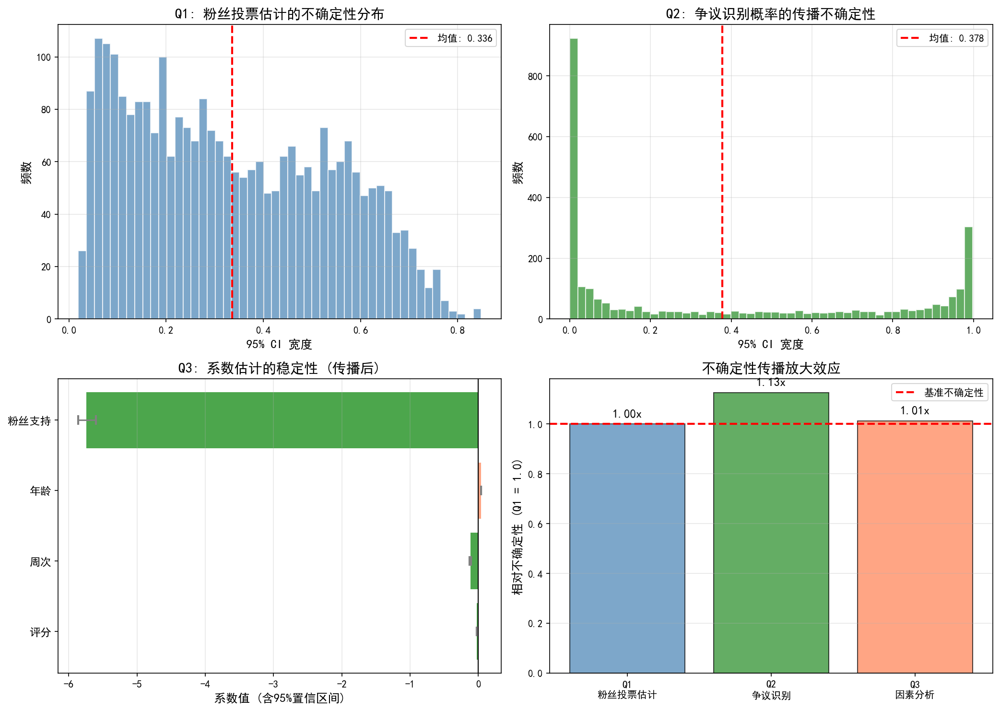 Q1: 粉丝投票估计的不确定性分布
均值: 0.336
频数
100
80
60
40
20
0
0.0 0.2 0.4 0.6 0.8
95% CI 宽度
Q2: 争议识别概率的传播不确定性
均值: 0.378
频数
800
600
400
200
0
0.0 0.2 0.4 0.6 0.8 1.0
95% CI 宽度
Q3: 系数估计的稳定性 (传播后)
粉丝支持
年龄
周次
评分
−6 −5 −4 −3 −2 −1 0
系数值 (含95%置信区间)
不确定性传播放大效应
基准不确定性
1.00x 1.13x 1.01x
相对不确定性 (Q1 = 1.0)
1.0
0.8
0.6
0.4
0.2
0.0
Q1 Q2 Q3
粉丝投票估计 争议识别 因素分析